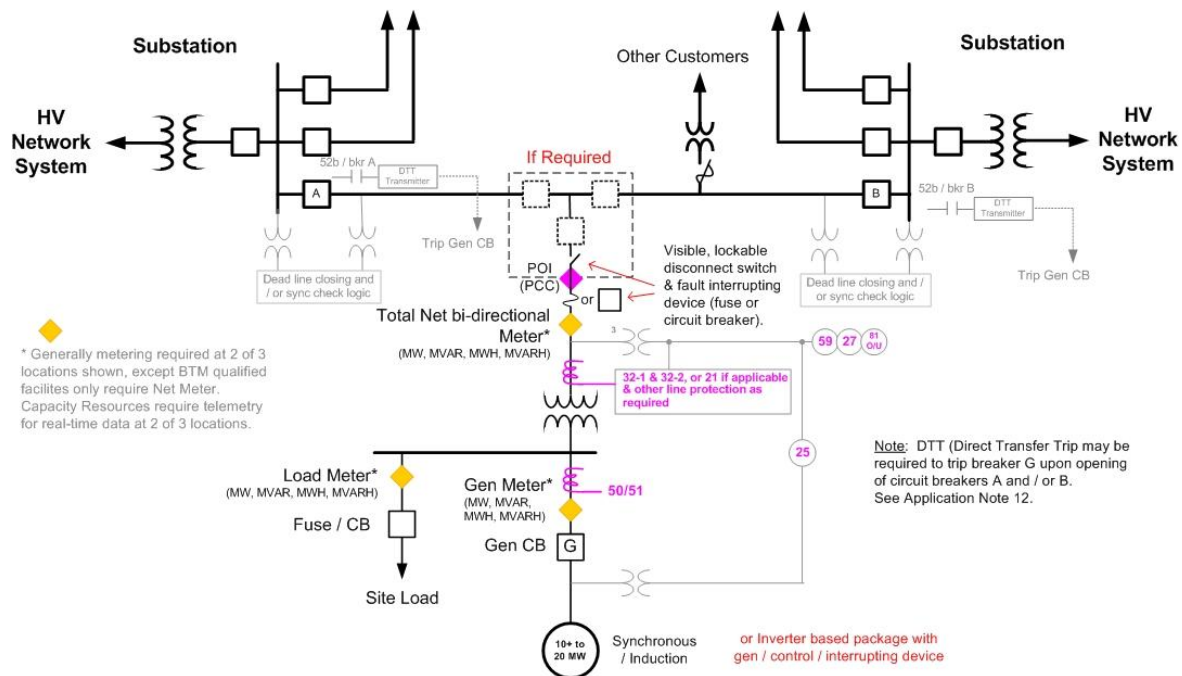 Substation
Substation
Other Customers
HV
Network
System
HV
Network
System
If Required
52b / bkr A
DTT
Transmitter
A
B
52b / bkr B
DTT
Transmitter
Trip Gen CB
Trip Gen CB
Dead line closing and
/ or sync check logic
Dead line closing and /
or sync check logic
POI
(PCC)
Visible, lockable
disconnect switch
& fault interrupting
device (fuse or
circuit breaker).
or
Total Net bi-directional
Meter*
(MW, MVAR, MWH, MVARH)
3
59
27
81
O/U
* Generally metering required at 2 of 3
locations shown, except BTM qualified
facilites only require Net Meter.
Capacity Resources require telemetry
for real-time data at 2 of 3 locations.
32-1 & 32-2, or 21 if applicable
& other line protection as
required
25
Note: DTT (Direct Transfer Trip may be
required to trip breaker G upon opening
of circuit breakers A and / or B.
See Application Note 12.
Load Meter*
(MW, MVAR, MWH, MVARH)
Gen Meter*
(MW, MVAR,
MWH, MVARH)
50/51
Fuse / CB
Gen CB
G
Site Load
10+ to
20 MW
Synchronous
/ Induction
or Inverter based package with
gen / control / interrupting device